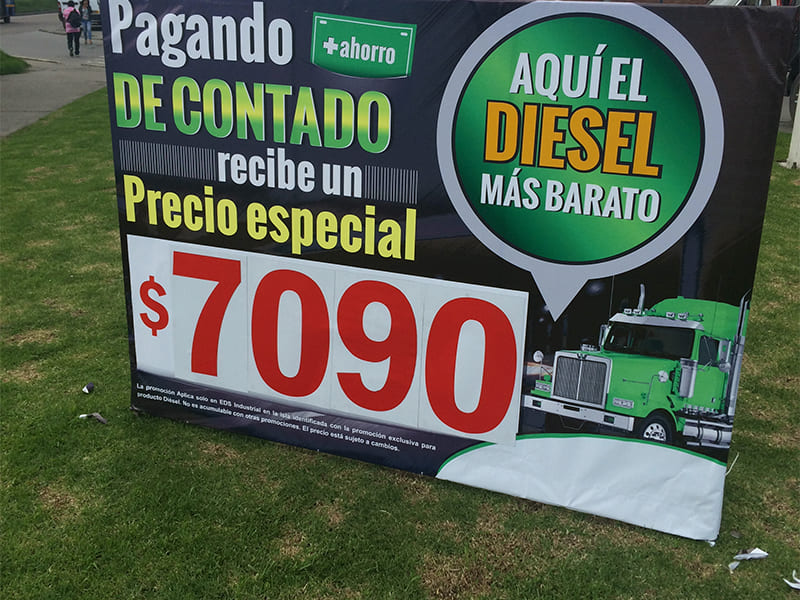 Pagando
+ahorro
DE CONTADO
recibe un
Precio especial
$7090
AQUÍ EL
DIESEL
MÁS BARATO
La promoción Aplica solo en EDS Industrial en la isla identificada con la promoción exclusiva para
producto Diésel. No es acumulable con otras promociones. El precio está sujeto a cambios.